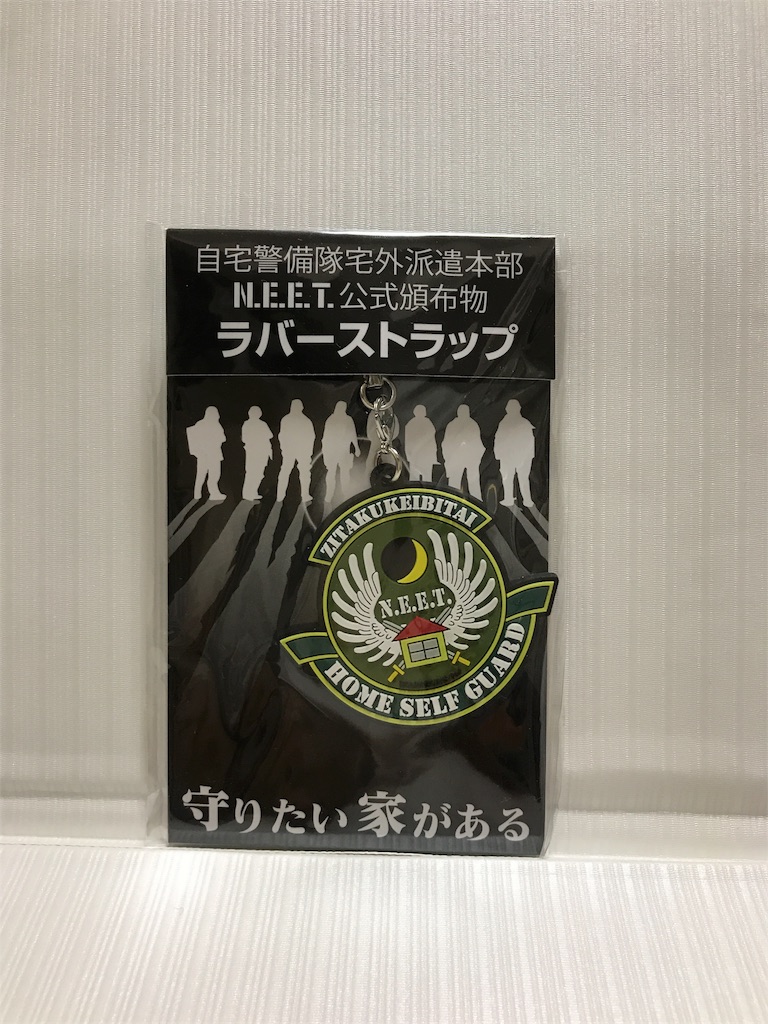 自宅警備隊宅外派遣本部
N.E.E.T.公式頒布物
ラバーストラップ
ZITAKUKEIBITAI
N.E.E.T.
HOME SELF GUARD
守りたい家がある